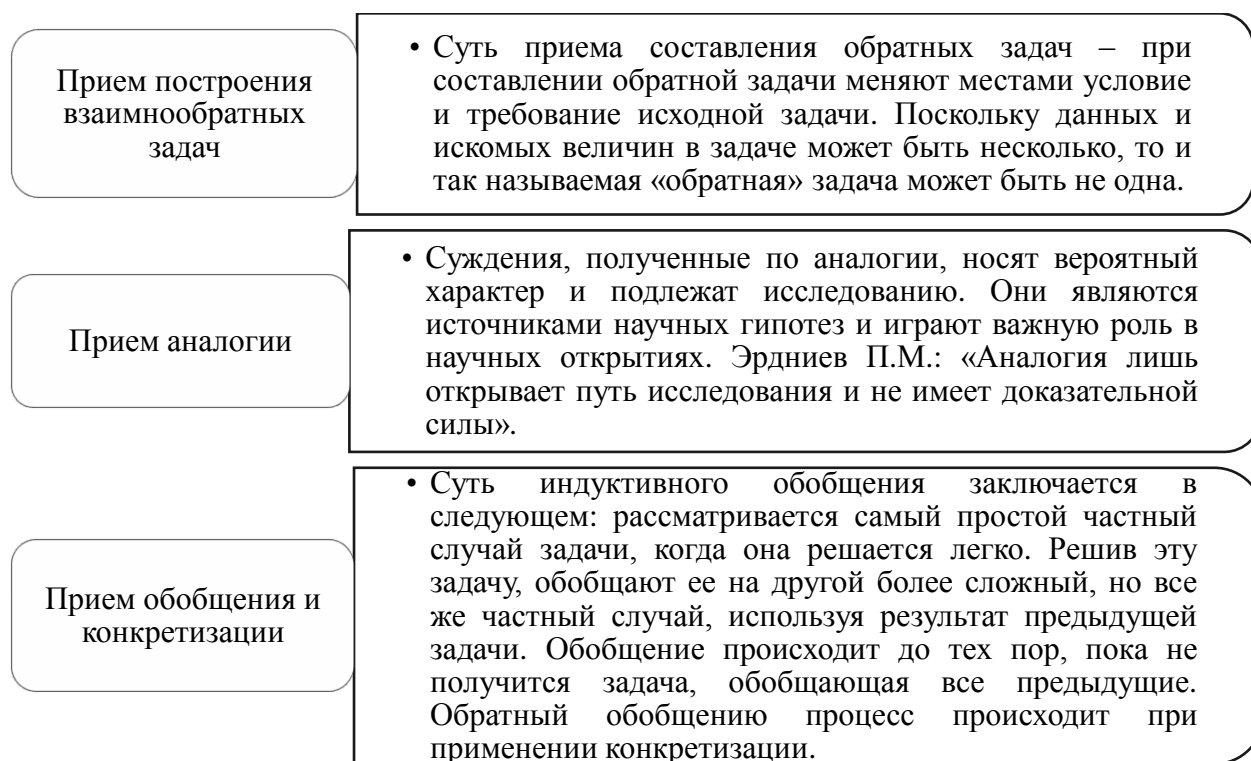 Прием построения
взаимнообратных
задач
• Суть приема составления обратных задач – при
составлении обратной задачи меняют местами условие
и требование исходной задачи. Поскольку данных и
искомых величин в задаче может быть несколько, то и
так называемая «обратная» задача может быть не одна.
Прием аналогии
• Суждения, полученные по аналогии, носят вероятный
характер и подлежат исследованию. Они являются
источниками научных гипотез и играют важную роль в
научных открытиях. Эрдниев П.М.: «Аналогия лишь
открывает путь исследования и не имеет доказательной
силы».
Прием обобщения и
конкретизации
• Суть индуктивного обобщения заключается в
следующем: рассматривается самый простой частный
случай задачи, когда она решается легко. Решив эту
задачу, обобщают ее на другой более сложный, но все
же частный случай, используя результат предыдущей
задачи. Обобщение происходит до тех пор, пока не
получится задача, обобщающая все предыдущие.
Обратный обобщению процесс происходит при
применении конкретизации.